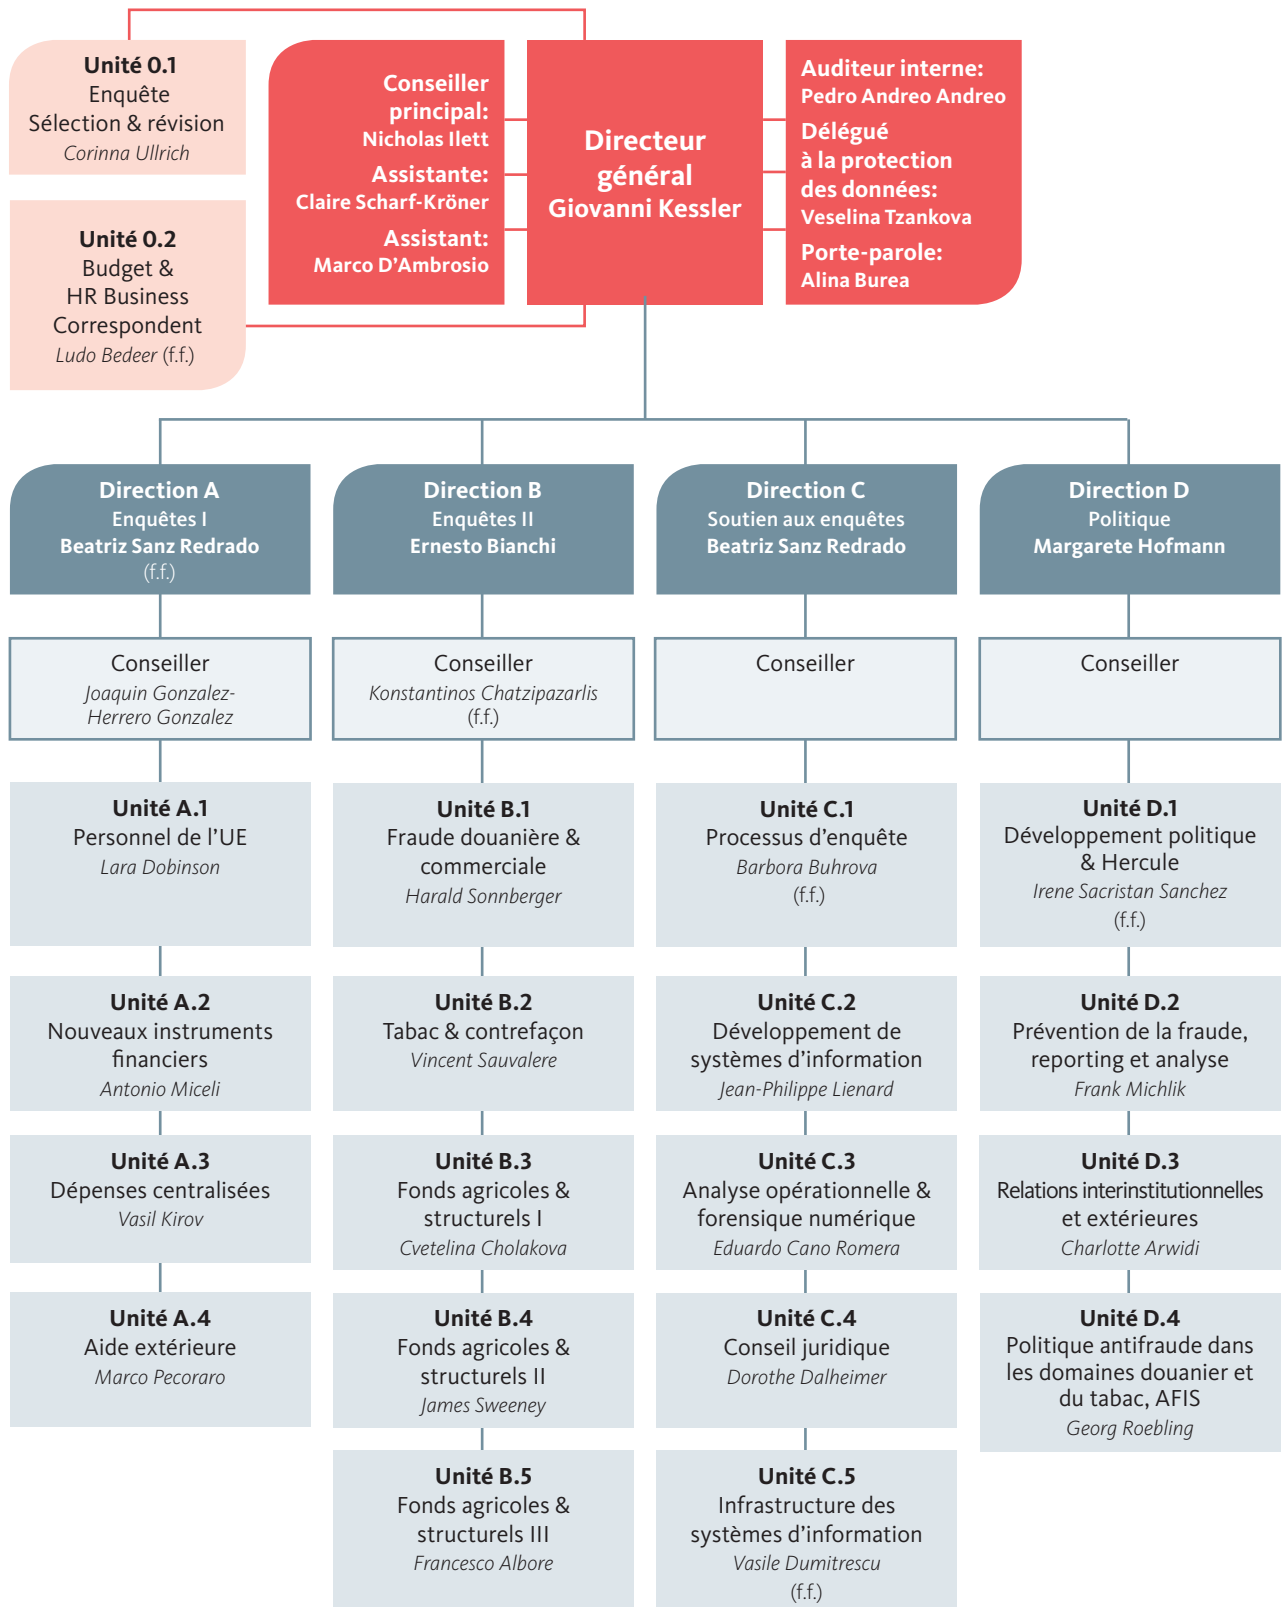 Unité 0.1
Enquête
Sélection & révision
Corinna Ullrich
Unité 0.2
Budget &
HR Business
Correspondent
Ludo Bedeer (f.f.)
Conseiller
principal:
Nicholas Ilett
Assistante:
Claire Scharf-Kröner
Assistant:
Marco D’Ambrosio
Directeur
général
Giovanni Kessler
Auditeur interne:
Pedro Andreo Andreo
Délégué
à la protection
des données:
Veselina Tzankova
Porte-parole:
Alina Burea
Direction A
Enquêtes I
Beatriz Sanz Redrado
(f.f.)
Conseiller
Joaquin Gonzalez-
Herrero Gonzalez
Unité A.1
Personnel de l’UE
Lara Dobinson
Unité A.2
Nouveaux instruments
financiers
Antonio Miceli
Unité A.3
Dépenses centralisées
Vasil Kirov
Unité A.4
Aide extérieure
Marco Pecoraro
Direction B
Enquêtes II
Ernesto Bianchi
Conseiller
Konstantinos Chatzipazarlis
(f.f.)
Unité B.1
Fraude douanière &
commerciale
Harald Sonnberger
Unité B.2
Tabac & contrefaçon
Vincent Sauvalere
Unité B.3
Fonds agricoles &
structurels I
Cvetelina Cholakova
Unité B.4
Fonds agricoles &
structurels II
James Sweeney
Unité B.5
Fonds agricoles &
structurels III
Francesco Albore
Direction C
Soutien aux enquêtes
Beatriz Sanz Redrado
Conseiller
Unité C.1
Processus d’enquête
Barbora Buhrova
(f.f.)
Unité C.2
Développement de
systèmes d’information
Jean-Philippe Lienard
Unité C.3
Analyse opérationnelle &
forensique numérique
Eduardo Cano Romera
Unité C.4
Conseil juridique
Dorothe Dalheimer
Unité C.5
Infrastructure des
systèmes d’information
Vasile Dumitrescu
(f.f.)
Direction D
Politique
Margarete Hofmann
Conseiller
Unité D.1
Développement politique
& Hercule
Irene Sacristan Sanchez
(f.f.)
Unité D.2
Prévention de la fraude,
reporting et analyse
Frank Michlik
Unité D.3
Relations interinstitutionnelles
et extérieures
Charlotte Arwidi
Unité D.4
Politique antifraude dans
les domaines douanier et
du tabac, AFIS
Georg Roebling